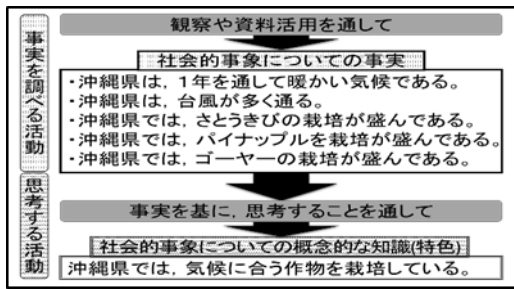 観察や資料活用を通して
事実を調べる活動
社会的事象についての事実
・沖縄県は，１年を通して暖かい気候である。
・沖縄県は，台風が多く通る。
・沖縄県では，さとうきびの栽培が盛んである。
・沖縄県では，パイナップルを栽培が盛んである。
・沖縄県では，ゴーヤーの栽培が盛んである。
思考する活動
事実を基に，思考することを通して
社会的事象についての概念的な知識(特色)
沖縄県では，気候に合う作物を栽培している。